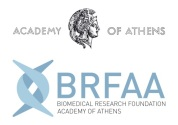 ACADEMY OF ATHENS
BRFAA
BIOMEDICAL RESEARCH FOUNDATION
ACADEMY OF ATHENS